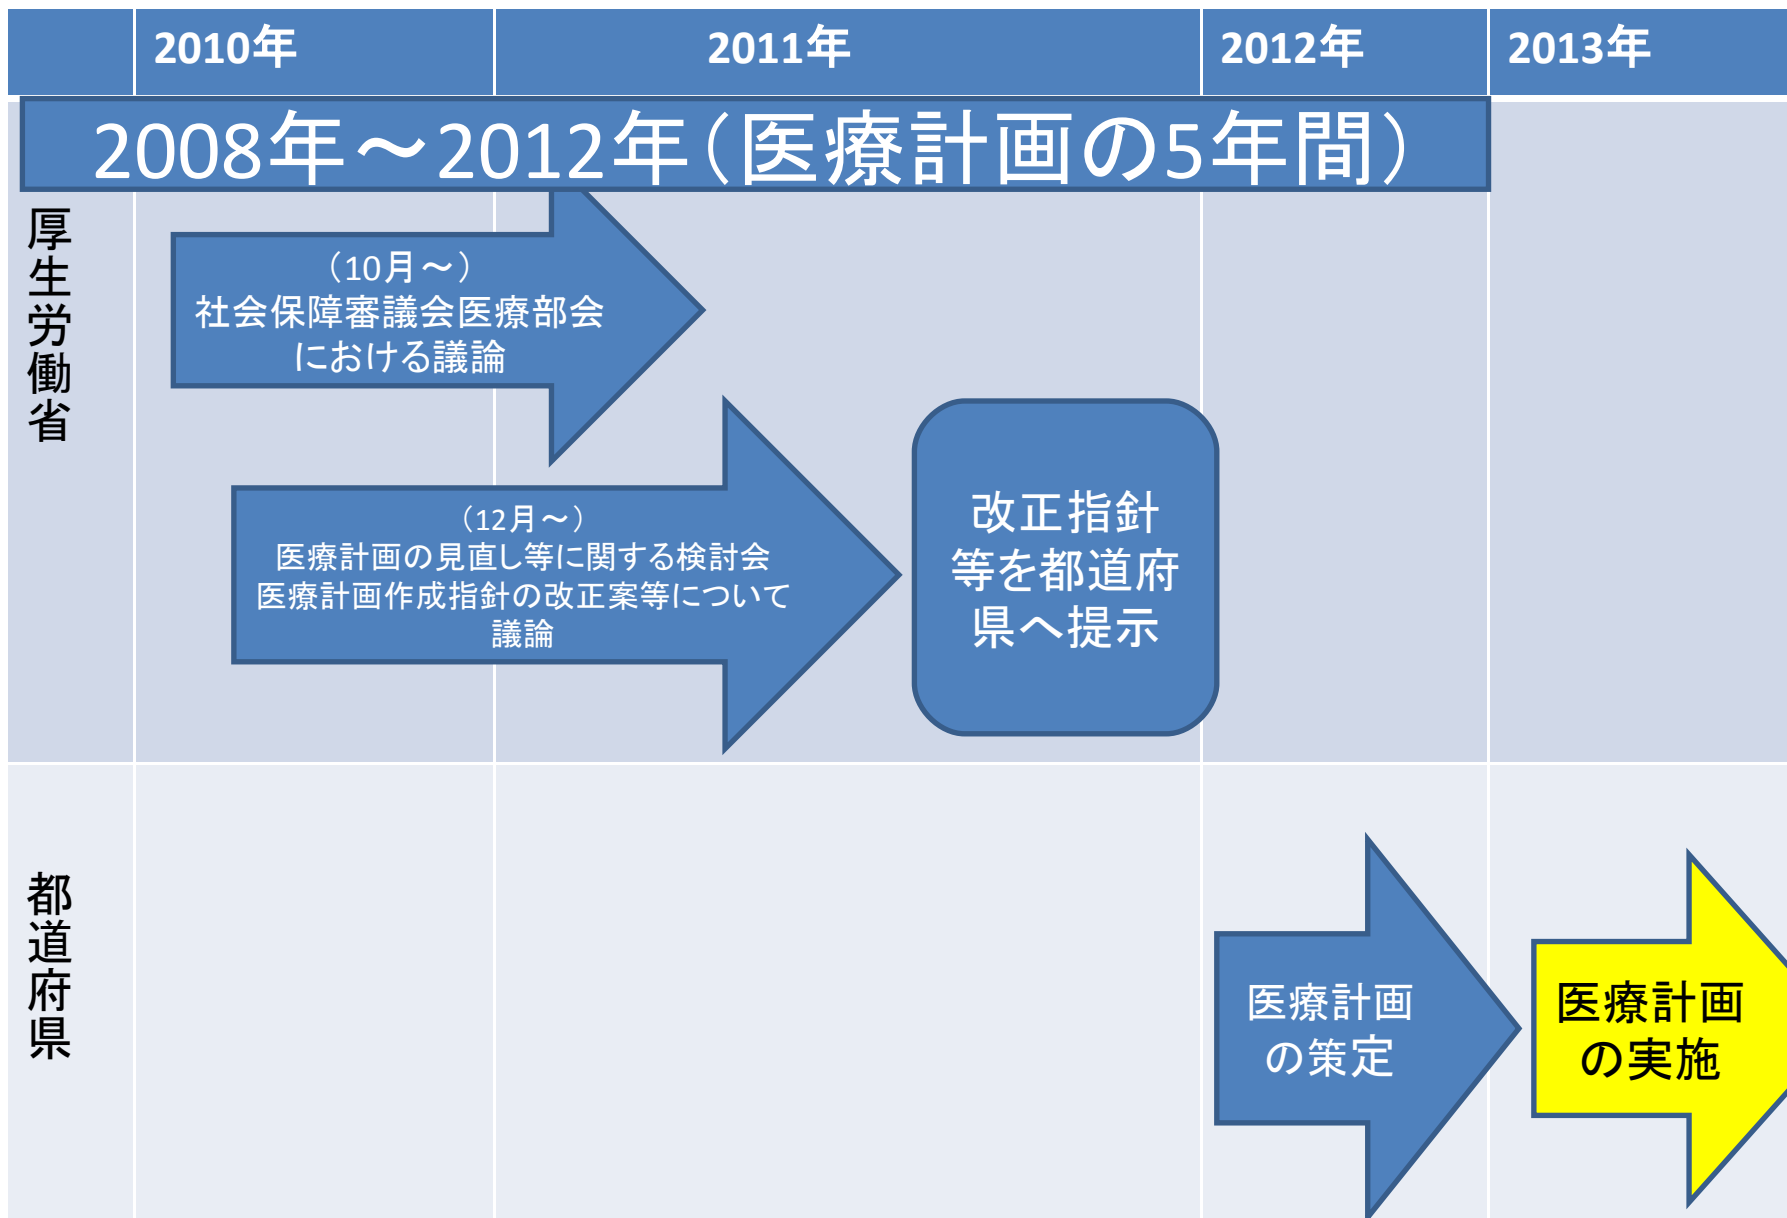 2010年
2011年
2012年
2013年
2008年～2012年（医療計画の5年間）
厚生労働省
（10月～）
社会保障審議会医療部会
における議論
（12月～）
医療計画の見直し等に関する検討会
医療計画作成指針の改正案等について
議論
改正指針
等を都道府
県へ提示
都道府県
医療計画
の策定
医療計画
の実施